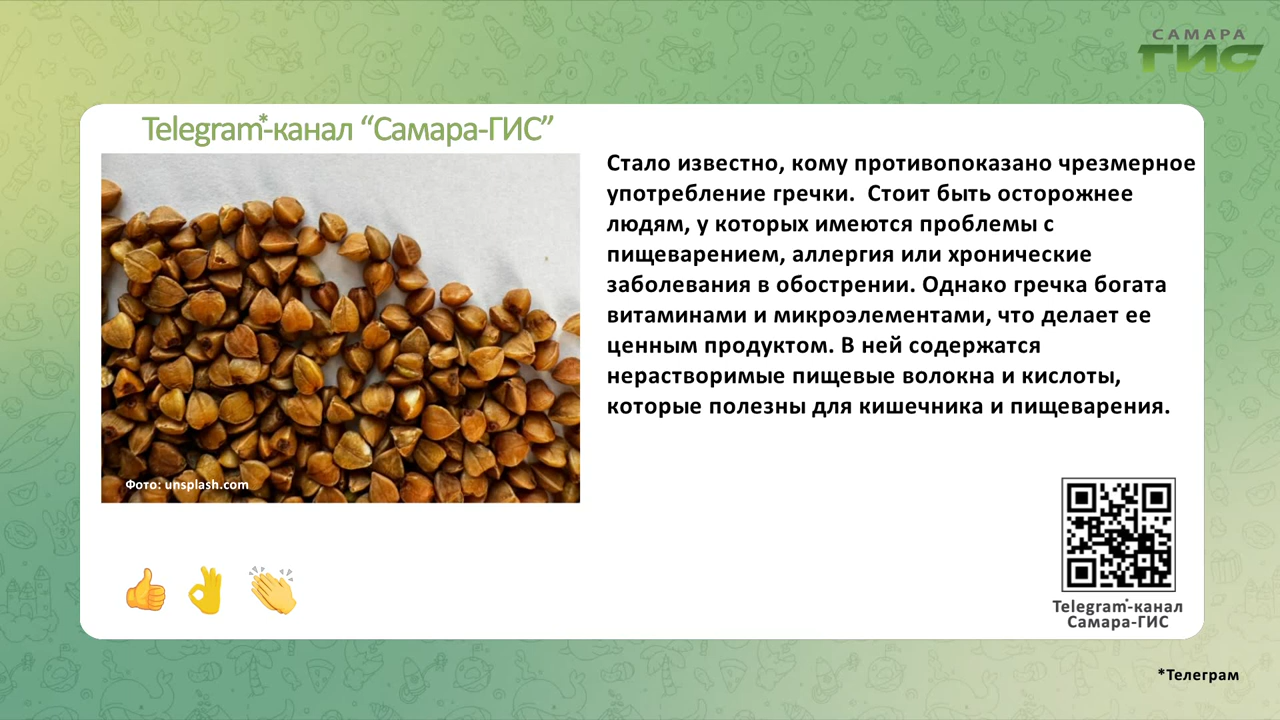 САМАРА
ГИС
Telegram*-канал “Самара-ГИС”
Стало известно, кому противопоказано чрезмерное
употребление гречки.  Стоит быть осторожнее
людям, у которых имеются проблемы с
пищеварением, аллергия или хронические
заболевания в обострении. Однако гречка богата
витаминами и микроэлементами, что делает ее
ценным продуктом. В ней содержатся
нерастворимые пищевые волокна и кислоты,
которые полезны для кишечника и пищеварения.
Фото: unsplash.com
Telegram*-канал
Самара-ГИС
*Телеграм